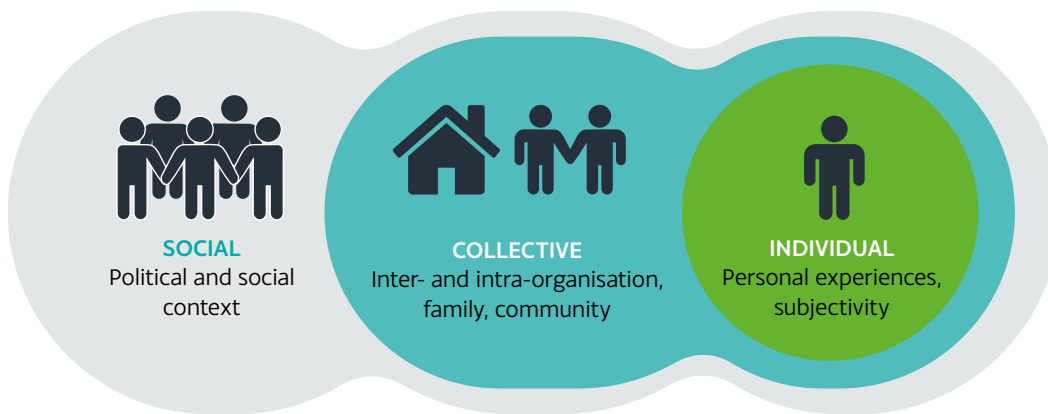 SOCIAL
Political and social
context
COLLECTIVE
Inter- and intra-organisation,
family, community
INDIVIDUAL
Personal experiences,
subjectivity